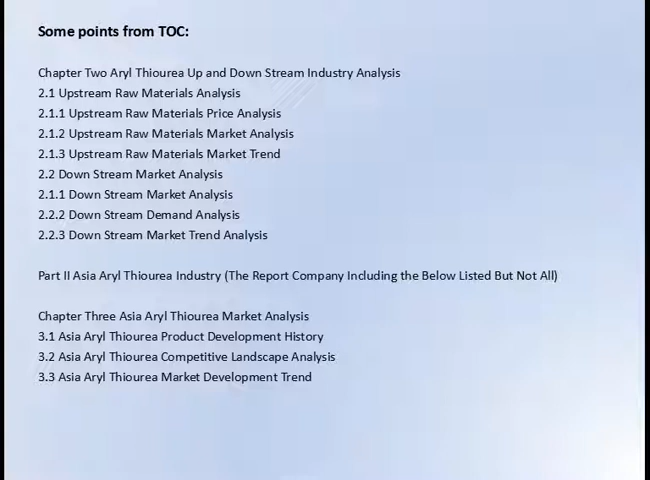 Some points from TOC:
Chapter Two Aryl Thiourea Up and Down Stream Industry Analysis
2.1 Upstream Raw Materials Analysis
2.1.1 Upstream Raw Materials Price Analysis
2.1.2 Upstream Raw Materials Market Analysis
2.1.3 Upstream Raw Materials Market Trend
2.2 Down Stream Market Analysis
2.1.1 Down Stream Market Analysis
2.2.2 Down Stream Demand Analysis
2.2.3 Down Stream Market Trend Analysis
Part II Asia Aryl Thiourea Industry (The Report Company Including the Below Listed But Not All)
Chapter Three Asia Aryl Thiourea Market Analysis
3.1 Asia Aryl Thiourea Product Development History
3.2 Asia Aryl Thiourea Competitive Landscape Analysis
3.3 Asia Aryl Thiourea Market Development Trend